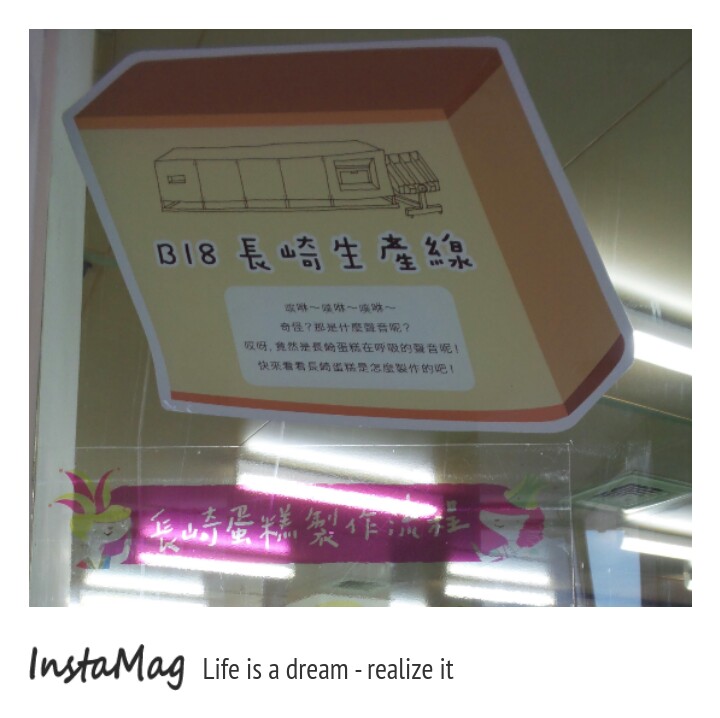 B18 長崎生產線
噗咻～噗咻～噗咻～
奇怪？那是什麼聲音呢？
哎呀，竟然是長崎蛋糕在呼吸的聲音呢！
快來看看長崎蛋糕是怎麼製作的吧！
長崎蛋糕製作流程
InstaMag Life is a dream - realize it